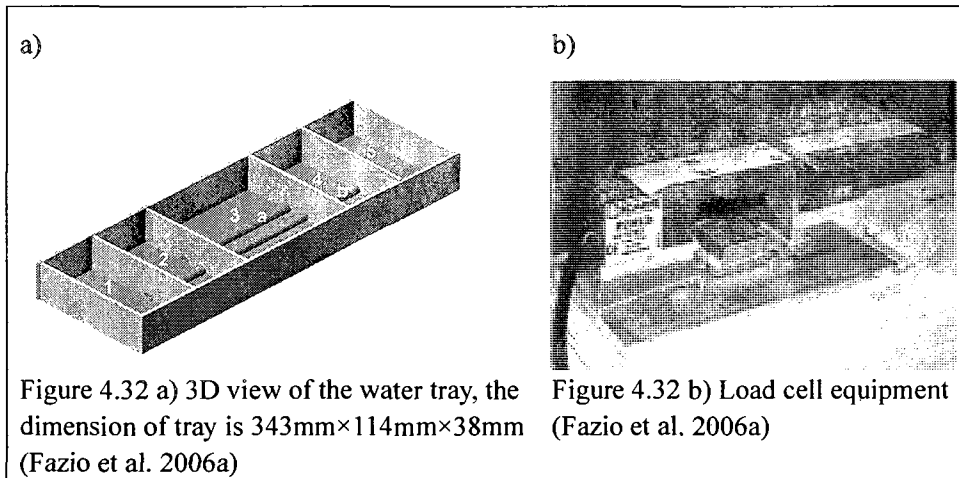 a)
b)
1
2
3
a
4
b
5
Figure 4.32 a) 3D view of the water tray, the
dimension of tray is 343mm×114mm×38mm
(Fazio et al. 2006a)
Figure 4.32 b) Load cell equipment
(Fazio et al. 2006a)